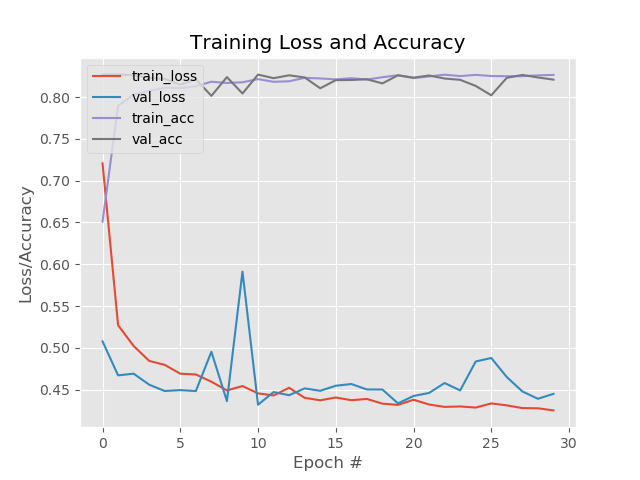 Training Loss and Accuracy
train_loss
val_loss
train_acc
val_acc
0.80
0.75
0.70
0.65
0.60
0.55
0.50
0.45
Loss/Accuracy
0 5 10 15 20 25 30
Epoch #